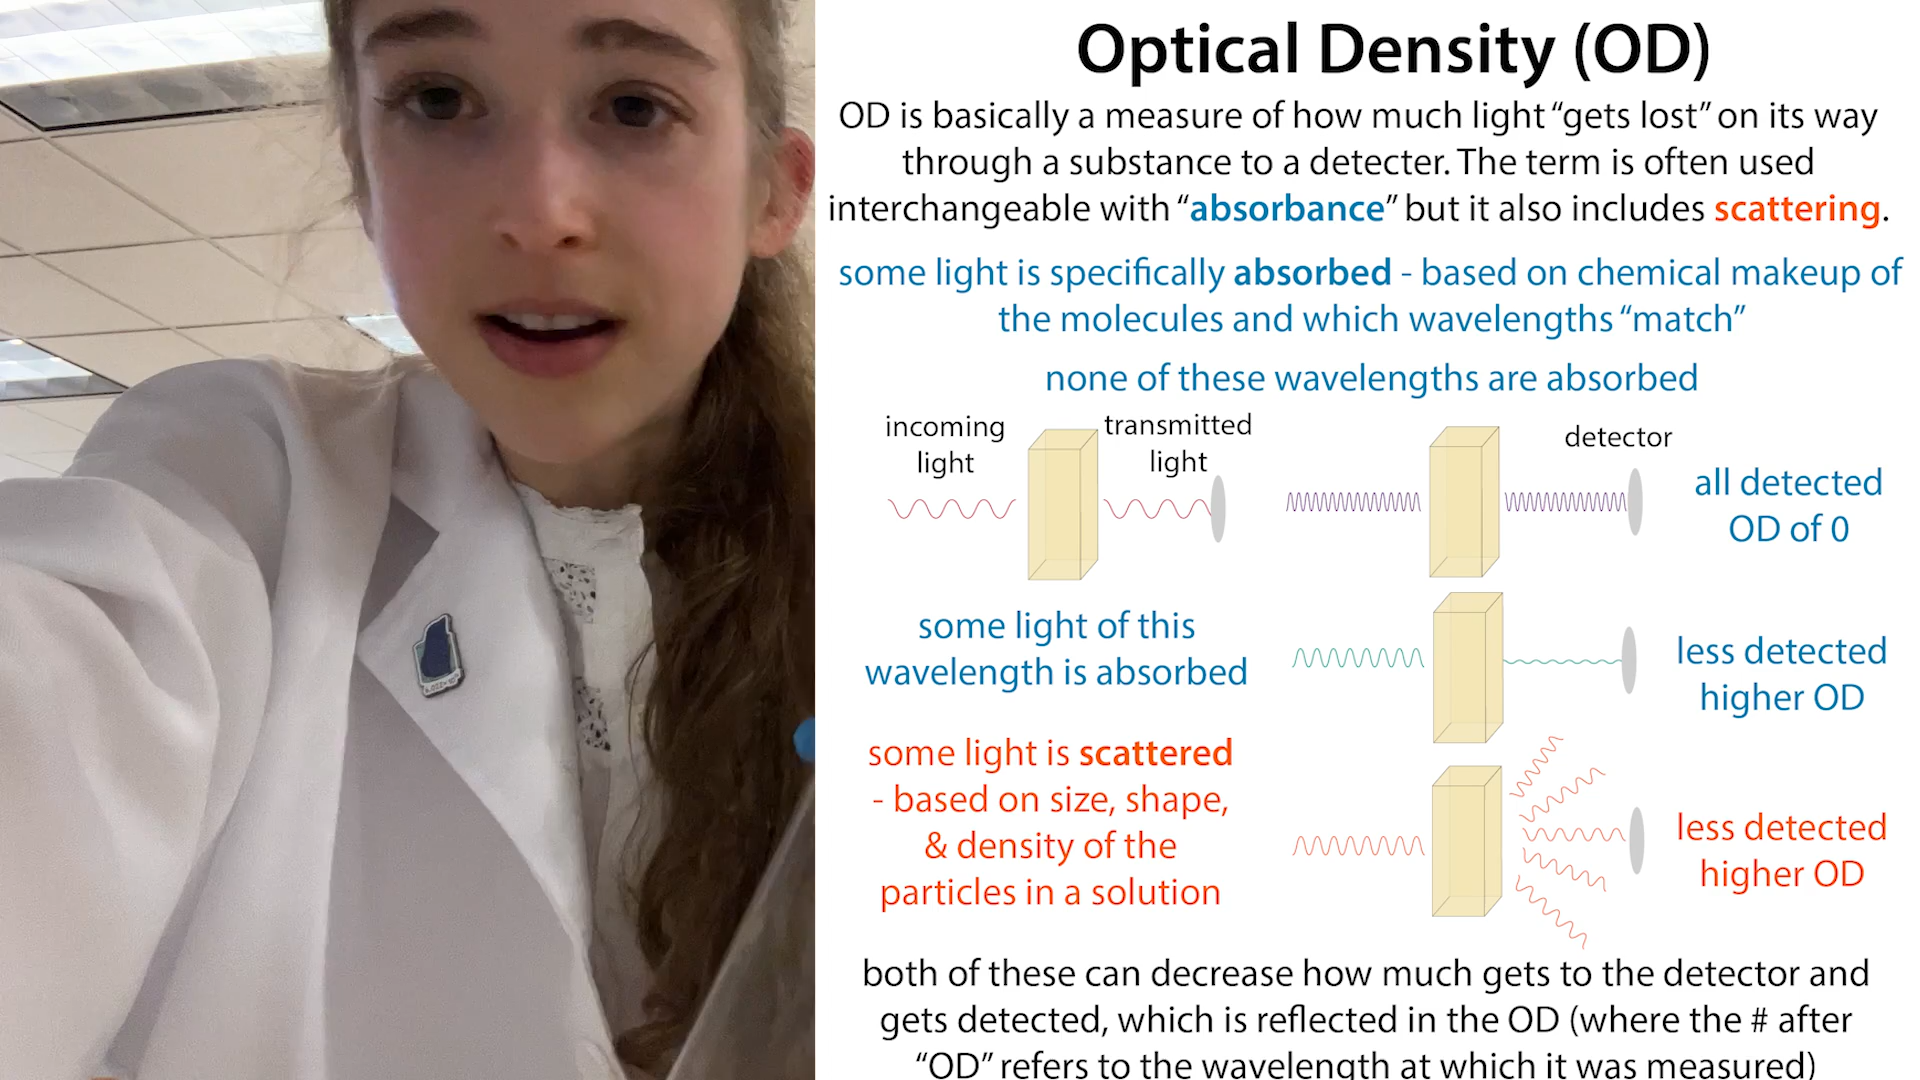 Optical Density (OD)
OD is basically a measure of how much light “gets lost” on its way
through a substance to a detecter. The term is often used
interchangeable with “absorbance” but it also includes scattering.
some light is specifically absorbed - based on chemical makeup of
the molecules and which wavelengths “match”
none of these wavelengths are absorbed
incoming
light
transmitted
light
detector
all detected
OD of 0
some light of this
wavelength is absorbed
less detected
higher OD
some light is scattered
- based on size, shape,
& density of the
particles in a solution
less detected
higher OD
both of these can decrease how much gets to the detector and
gets detected, which is reflected in the OD (where the # after
“OD” refers to the wavelength at which it was measured)